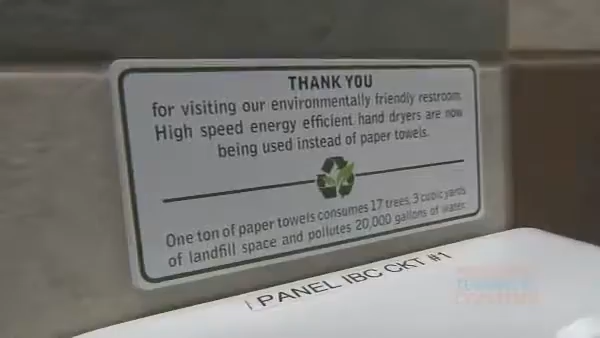 THANK YOU
for visiting our environmentally friendly restroom.
High speed energy efficient hand dryers are now
being used instead of paper towels.
One ton of paper towels consumes 17 trees, 3 cubic yards
of landfill space and pollutes 20,000 gallons of water.
PANEL IBC CKT #1